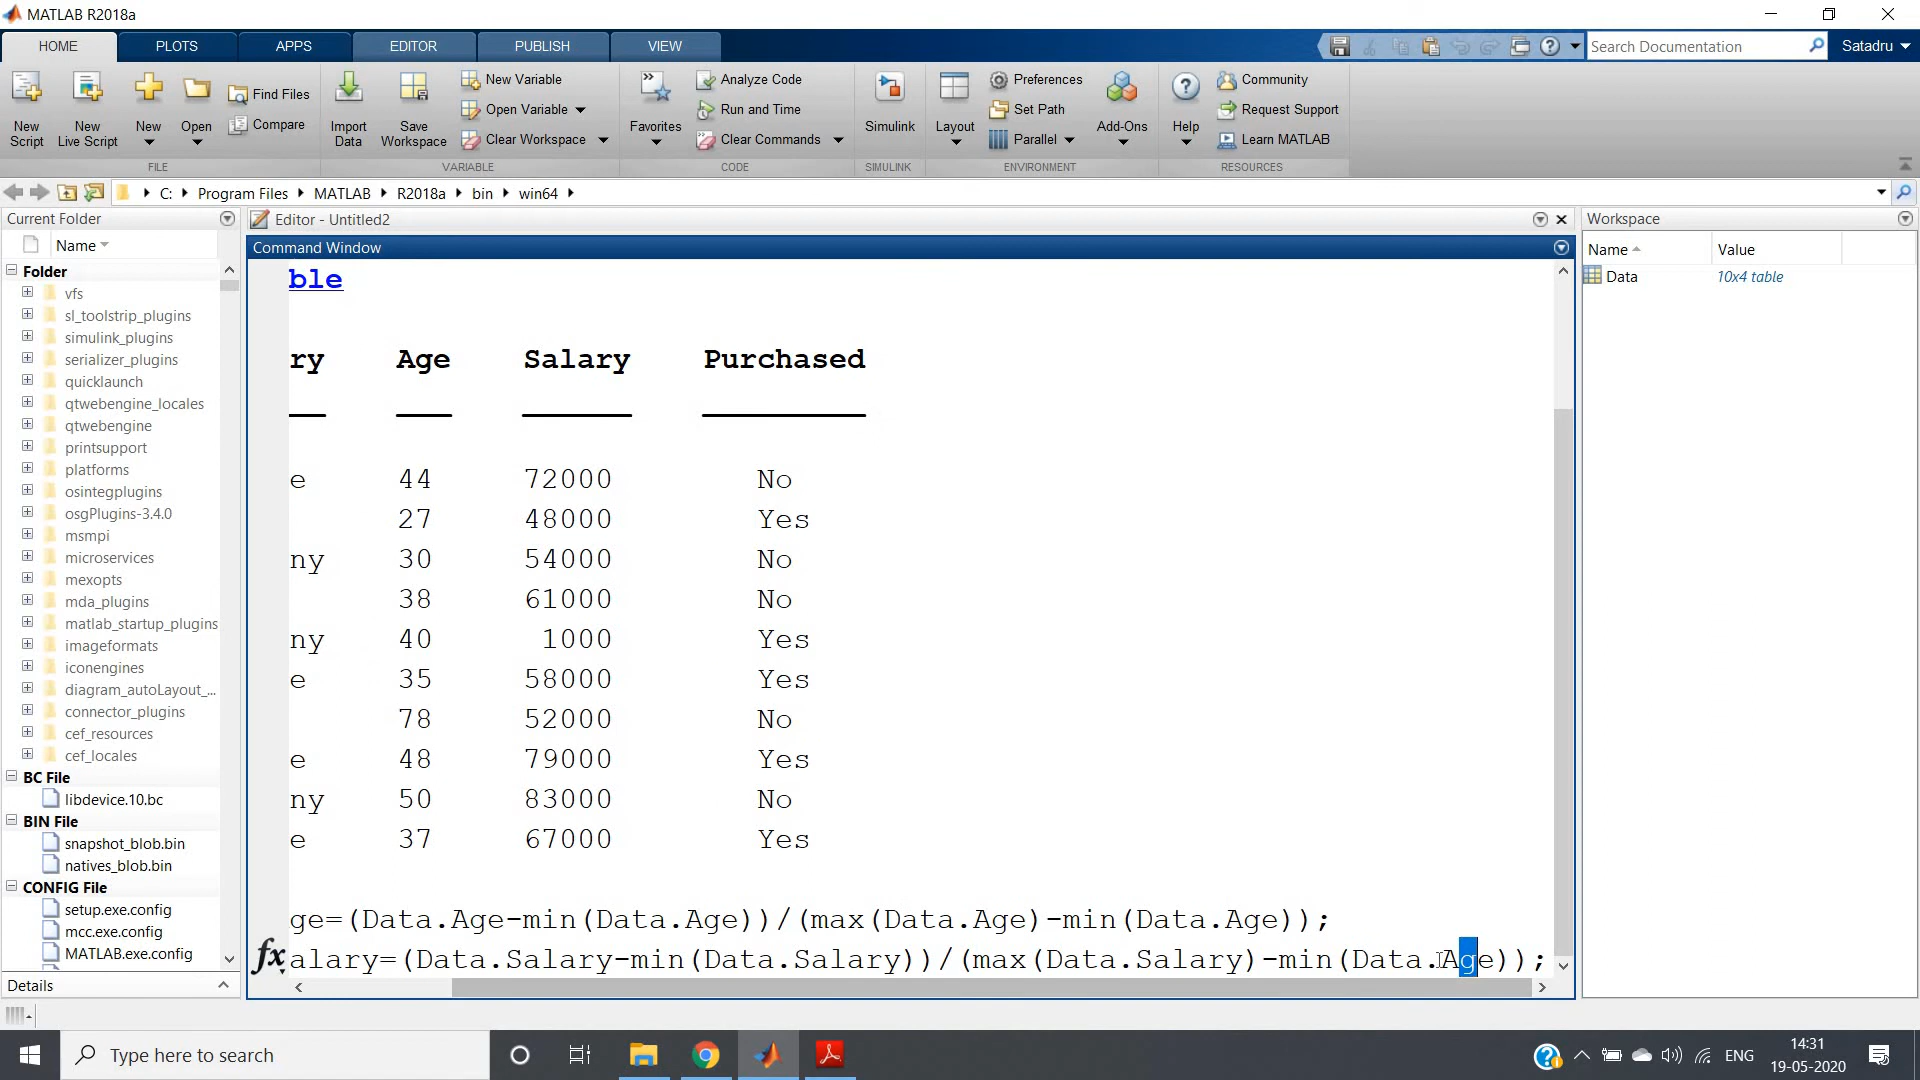 MATLAB R2018a
HOME PLOTS APPS EDITOR PUBLISH VIEW
Search Documentation
Satadru
New Script
New Live Script
New
Open
Find Files
Compare
Import Data
Save Workspace
New Variable
Open Variable
Clear Workspace
Favorites
Analyze Code
Run and Time
Clear Commands
Simulink
Layout
Preferences
Set Path
Parallel
Add-Ons
Help
Community
Request Support
Learn MATLAB
FILE VARIABLE CODE SIMULINK ENVIRONMENT RESOURCES
C: Program Files MATLAB R2018a bin win64
Current Folder
Name
Folder
vfs
sl_toolstrip_plugins
simulink_plugins
serializer_plugins
quicklaunch
qtwebengine_locales
qtwebengine
printsupport
platforms
osintegplugins
osgPlugins-3.4.0
msmpi
microservices
mexopts
mda_plugins
matlab_startup_plugins
imageformats
iconengines
diagram_autoLayout_...
connector_plugins
cef_resources
cef_locales
BC File
libdevice.10.bc
BIN File
snapshot_blob.bin
natives_blob.bin
CONFIG File
setup.exe.config
mcc.exe.config
MATLAB.exe.config
Details
Editor - Untitled2
Command Window
ble
ry Age Salary Purchased
e 44 72000 No
27 48000 Yes
ny 30 54000 No
38 61000 No
ny 40 1000 Yes
e 35 58000 Yes
78 52000 No
e 48 79000 Yes
ny 50 83000 No
e 37 67000 Yes
ge=(Data.Age-min(Data.Age))/(max(Data.Age)-min(Data.Age));
fx alary=(Data.Salary-min(Data.Salary))/(max(Data.Salary)-min(Data.Age));
Workspace
Name Value
Data 10x4 table
Type here to search
ENG
14:31
19-05-2020